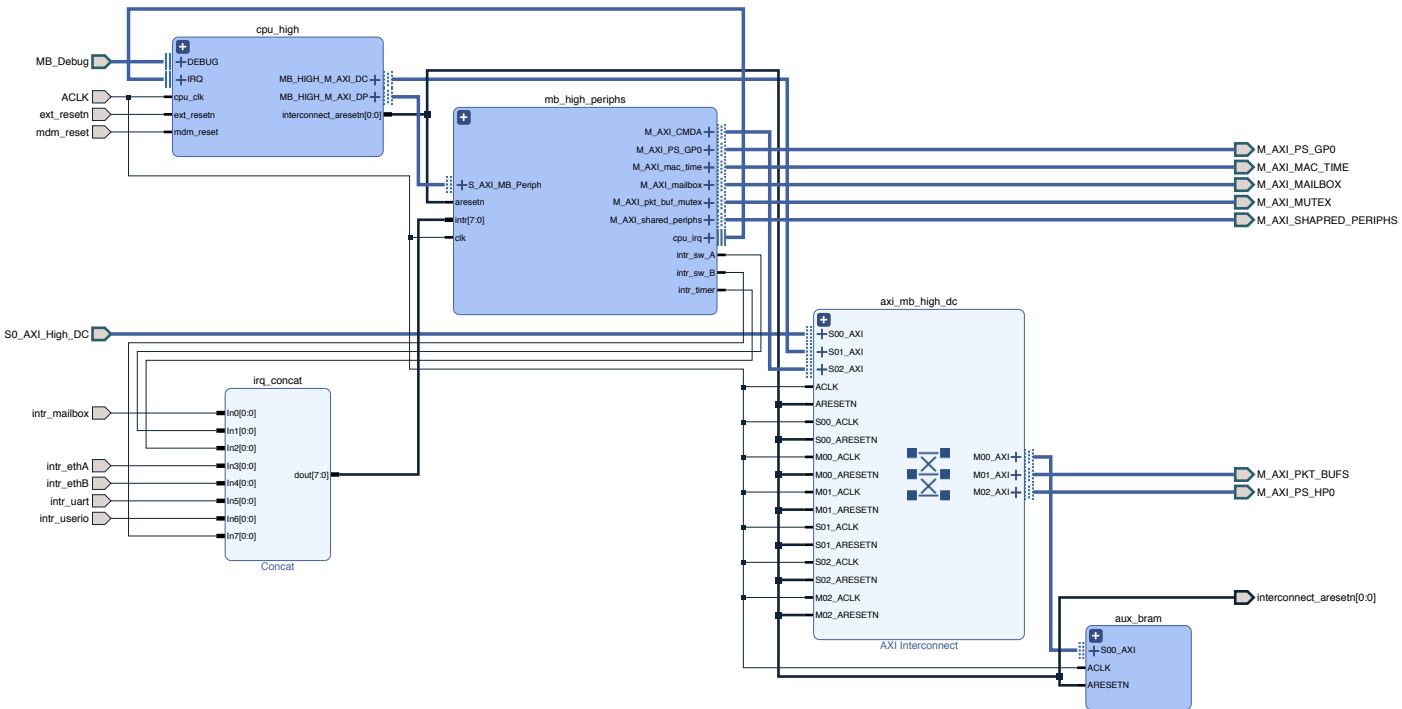 cpu_high
MB_Debug
DEBUG
IRQ
MB_HIGH_M_AXI_DC
ACLK
cpu_clk
MB_HIGH_M_AXI_DP
ext_resetn
ext_resetn
interconnect_aresetn[0:0]
mdm_reset
mdm_reset
mb_high_periphs
M_AXI_CMDA
M_AXI_PS_GP0
M_AXI_mac_time
S_AXI_MB_Periph
M_AXI_mailbox
aresetn
M_AXI_pkt_buf_mutex
intr[7:0]
M_AXI_shared_periphs
clk
cpu_irq
intr_sw_A
intr_sw_B
intr_timer
M_AXI_PS_GP0
M_AXI_MAC_TIME
M_AXI_MAILBOX
M_AXI_MUTEX
M_AXI_SHAPRED_PERIPHS
S0_AXI_High_DC
irq_concat
intr_mailbox
In0[0:0]
In1[0:0]
In2[0:0]
intr_ethA
In3[0:0]
intr_ethB
In4[0:0]
dout[7:0]
intr_uart
In5[0:0]
intr_userio
In6[0:0]
In7[0:0]
Concat
axi_mb_high_dc
S00_AXI
S01_AXI
S02_AXI
ACLK
ARESETN
S00_ACLK
S00_ARESETN
M00_ACLK
M00_AXI
M00_ARESETN
M01_AXI
M01_ACLK
M02_AXI
M01_ARESETN
S01_ACLK
S01_ARESETN
S02_ACLK
S02_ARESETN
M02_ACLK
M02_ARESETN
AXI Interconnect
M_AXI_PKT_BUFS
M_AXI_PS_HP0
interconnect_aresetn[0:0]
aux_bram
S00_AXI
ACLK
ARESETN